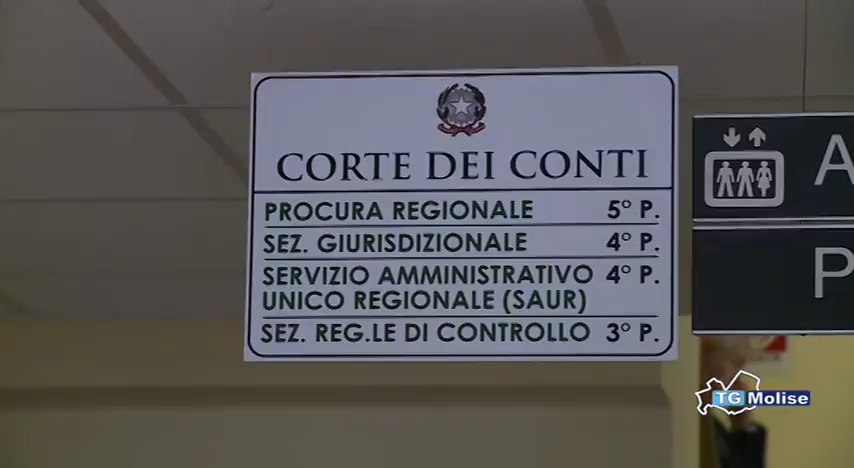 CORTE DEI CONTI
PROCURA REGIONALE 5° P.
SEZ. GIURISDIZIONALE 4° P.
SERVIZIO AMMINISTRATIVO 4° P.
UNICO REGIONALE (SAUR)
SEZ. REG.LE DI CONTROLLO 3° P.
A
P
TG Molise